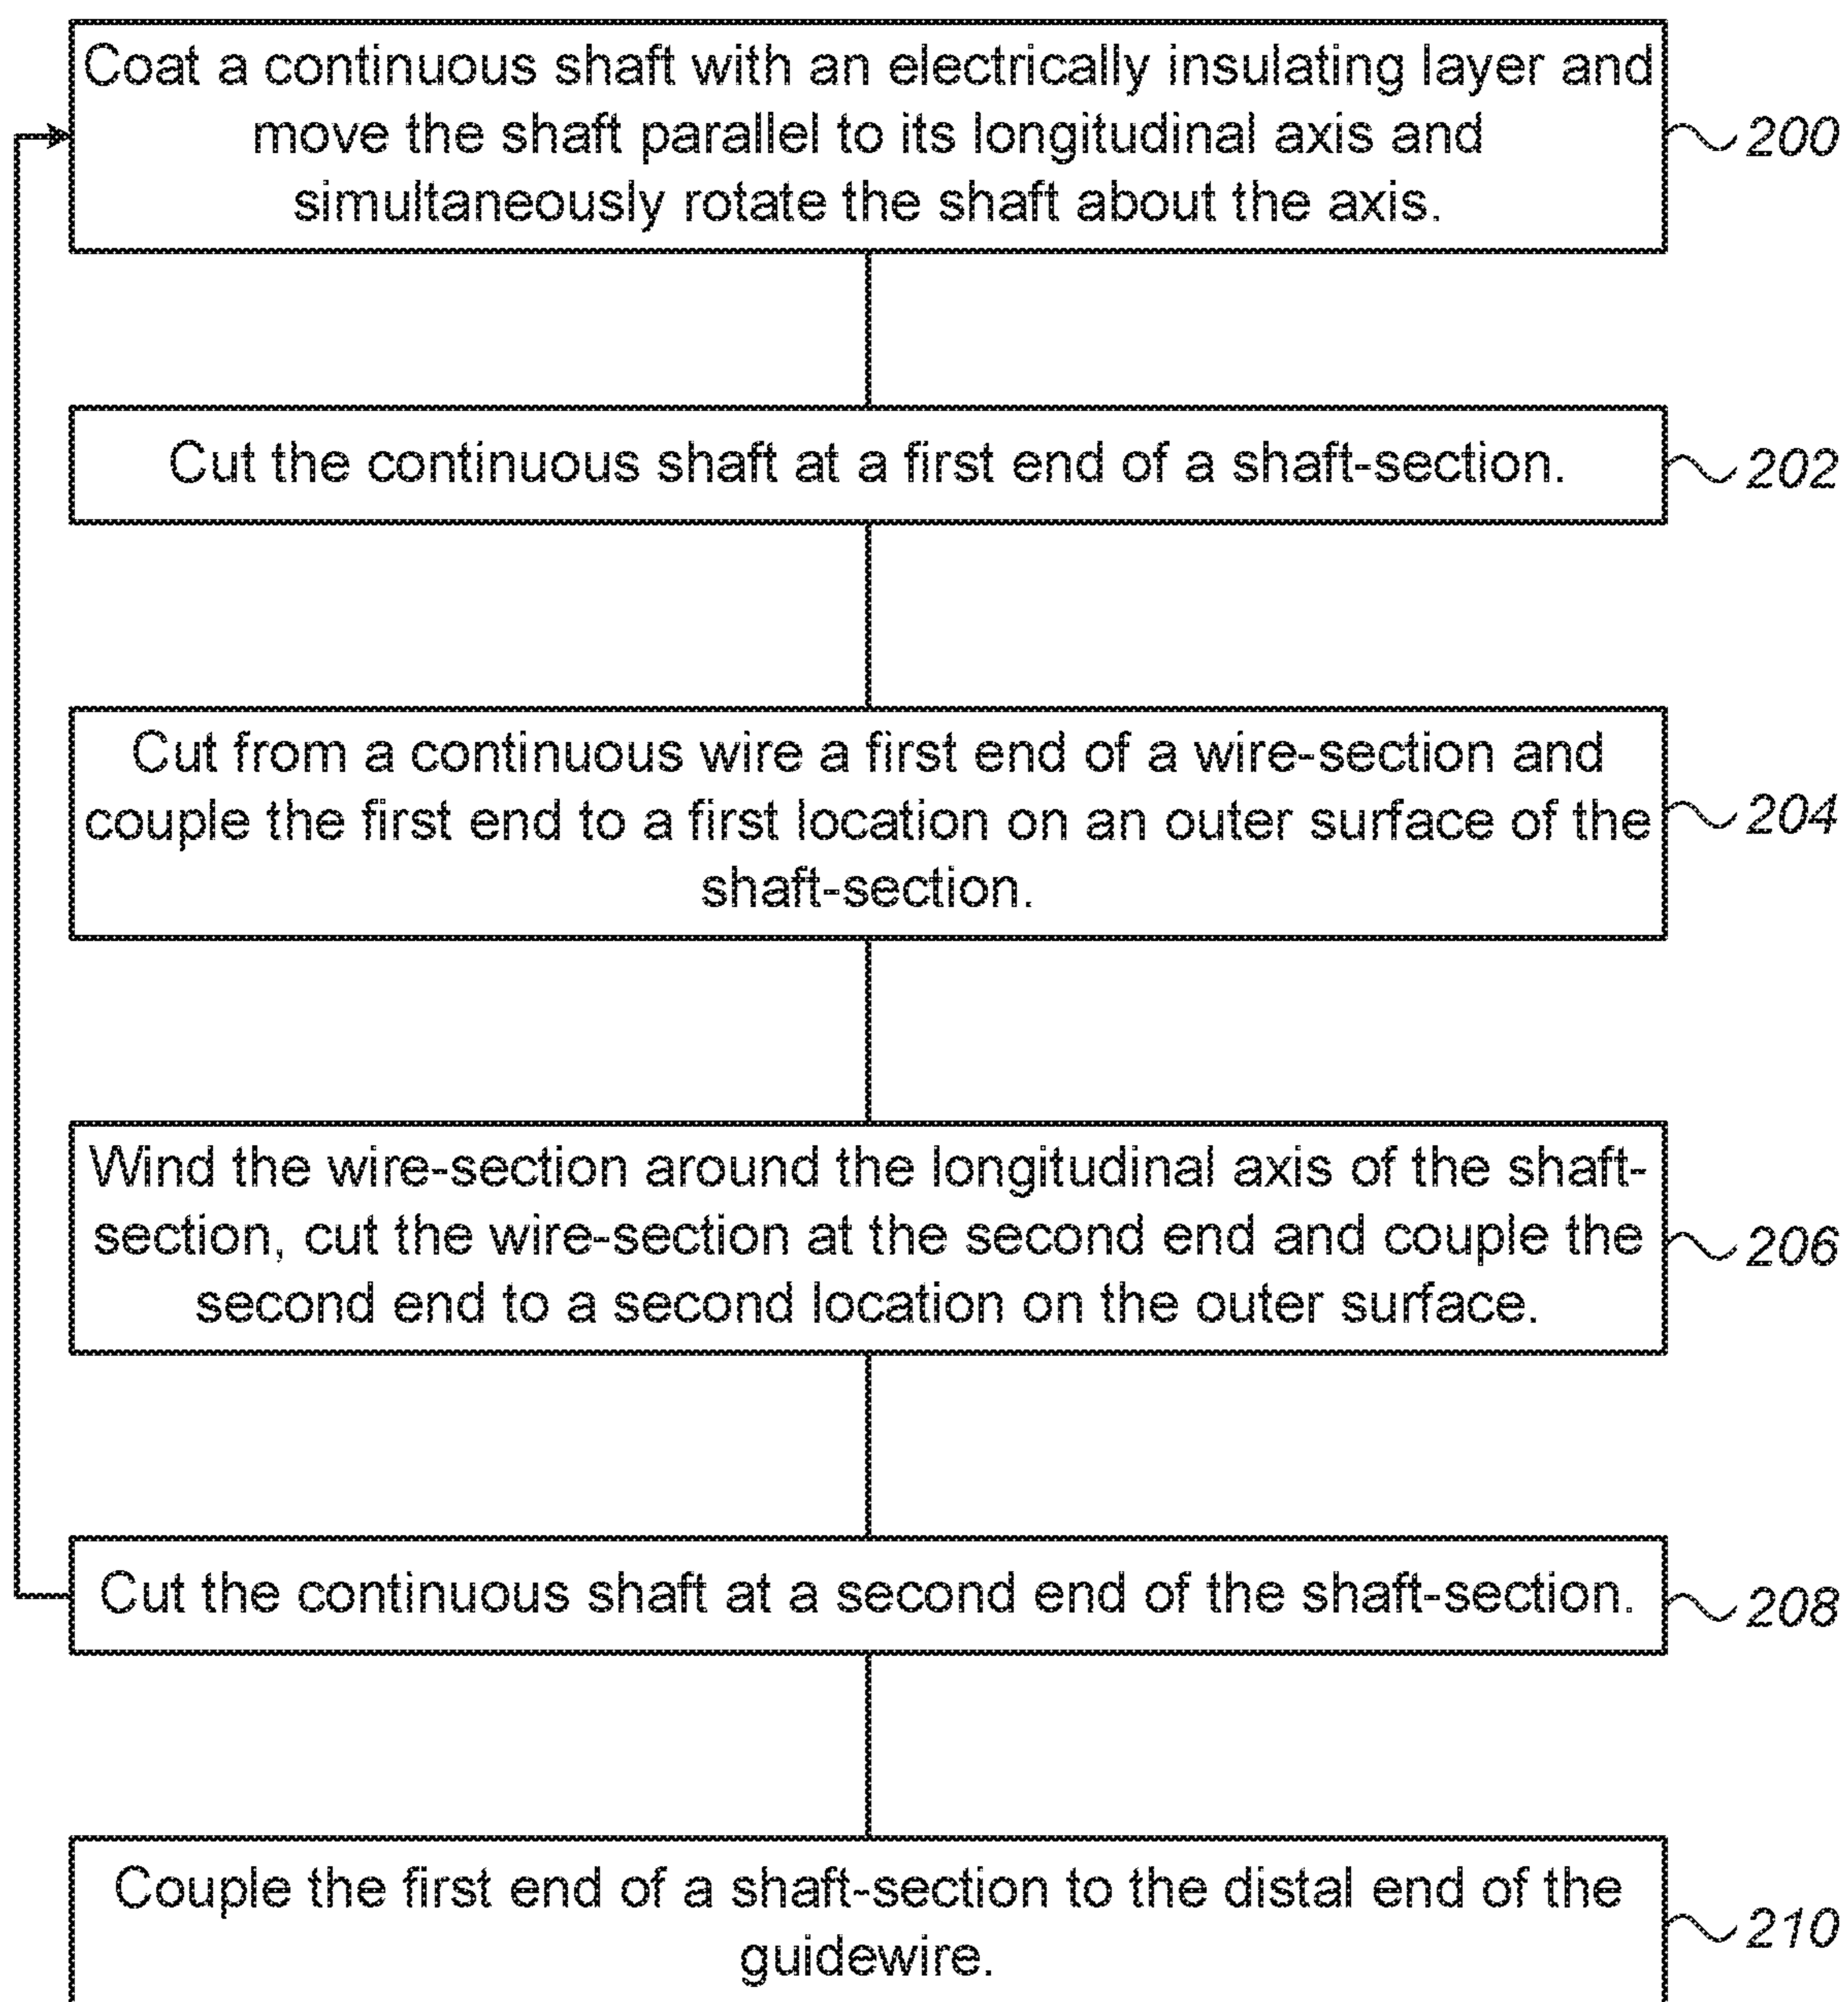 Coat a continuous shaft with an electrically insulating layer and
move the shaft parallel to its longitudinal axis and
simultaneously rotate the shaft about the axis.
200
Cut the continuous shaft at a first end of a shaft-section.
202
Cut from a continuous wire a first end of a wire-section and
couple the first end to a first location on an outer surface of the
shaft-section.
204
Wind the wire-section around the longitudinal axis of the shaft-
section, cut the wire-section at the second end and couple the
second end to a second location on the outer surface.
206
Cut the continuous shaft at a second end of the shaft-section.
208
Couple the first end of a shaft-section to the distal end of the
guidewire.
210